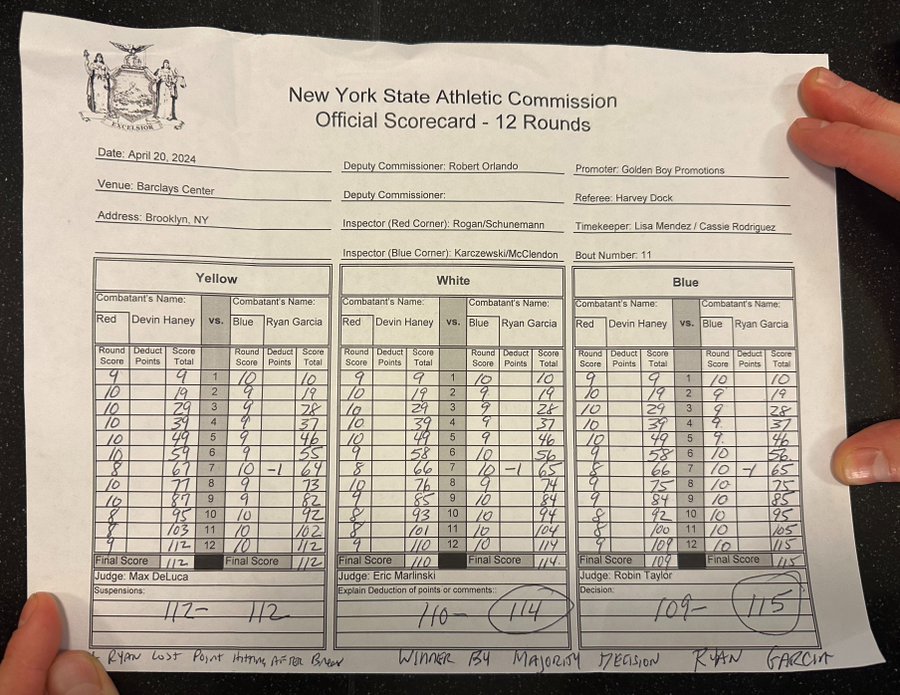 EXCELSIOR
New York State Athletic Commission
Official Scorecard - 12 Rounds
Date: April 20, 2024
Venue: Barclays Center
Address: Brooklyn, NY
Deputy Commissioner: Robert Orlando
Deputy Commissioner:
Inspector (Red Corner): Rogan/Schunemann
Inspector (Blue Corner): Karczewski/McClendon
Promoter: Golden Boy Promotions
Referee: Harvey Dock
Timekeeper: Lisa Mendez / Cassie Rodriguez
Bout Number: 11
Yellow
Combatant's Name: vs. Combatant's Name:
Red Devin Haney Blue Ryan Garcia
Round Score Deduct Points Score Total Round Score Deduct Points Score Total
9 9 1 10 10
10 19 2 9 19
10 29 3 9 28
10 39 4 9 37
10 49 5 9 46
10 59 6 9 55
8 67 7 10 -1 64
10 77 8 9 73
10 87 9 9 82
8 95 10 10 92
8 103 11 10 102
9 112 12 10 112
Final Score 112 Final Score 112
Judge: Max DeLuca
Suspensions:
112- 112
White
Combatant's Name: vs. Combatant's Name:
Red Devin Haney Blue Ryan Garcia
Round Score Deduct Points Score Total Round Score Deduct Points Score Total
9 9 1 10 10
10 19 2 9 19
10 29 3 9 28
10 39 4 9 37
10 49 5 9 46
9 58 6 10 56
8 66 7 10 -1 65
10 76 8 9 74
9 85 9 10 84
8 93 10 10 94
8 101 11 10 104
9 110 12 10 114
Final Score 110 Final Score 114
Judge: Eric Marlinski
Explain Deduction of points or comments::
110- 114
Blue
Combatant's Name: vs. Combatant's Name:
Red Devin Haney Blue Ryan Garcia
Round Score Deduct Points Score Total Round Score Deduct Points Score Total
9 9 1 10 10
10 19 2 9 19
10 29 3 9 28
10 39 4 9 37
10 49 5 9 46
9 58 6 10 56
8 66 7 10 -1 65
9 75 8 10 75
9 84 9 10 85
8 92 10 10 95
8 100 11 10 105
9 109 12 10 115
Final Score 109 Final Score 115
Judge: Robin Taylor
Decision:
109- 115
RYAN LOST POINT HITTING AFTER BREAK
WINNER BY MAJORITY DECISION RYAN GARCIA